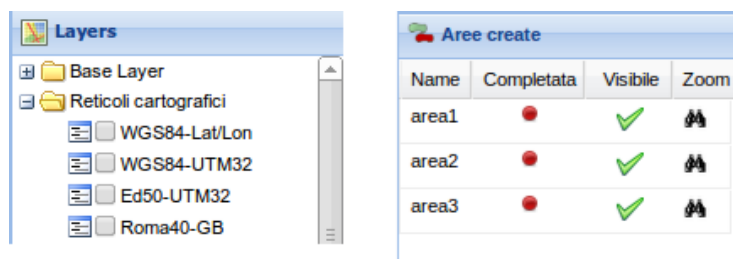 Layers
Base Layer
Reticoli cartografici
WGS84-Lat/Lon
WGS84-UTM32
Ed50-UTM32
Roma40-GB
Aree create
Name Completata Visibile Zoom
area1
area2
area3